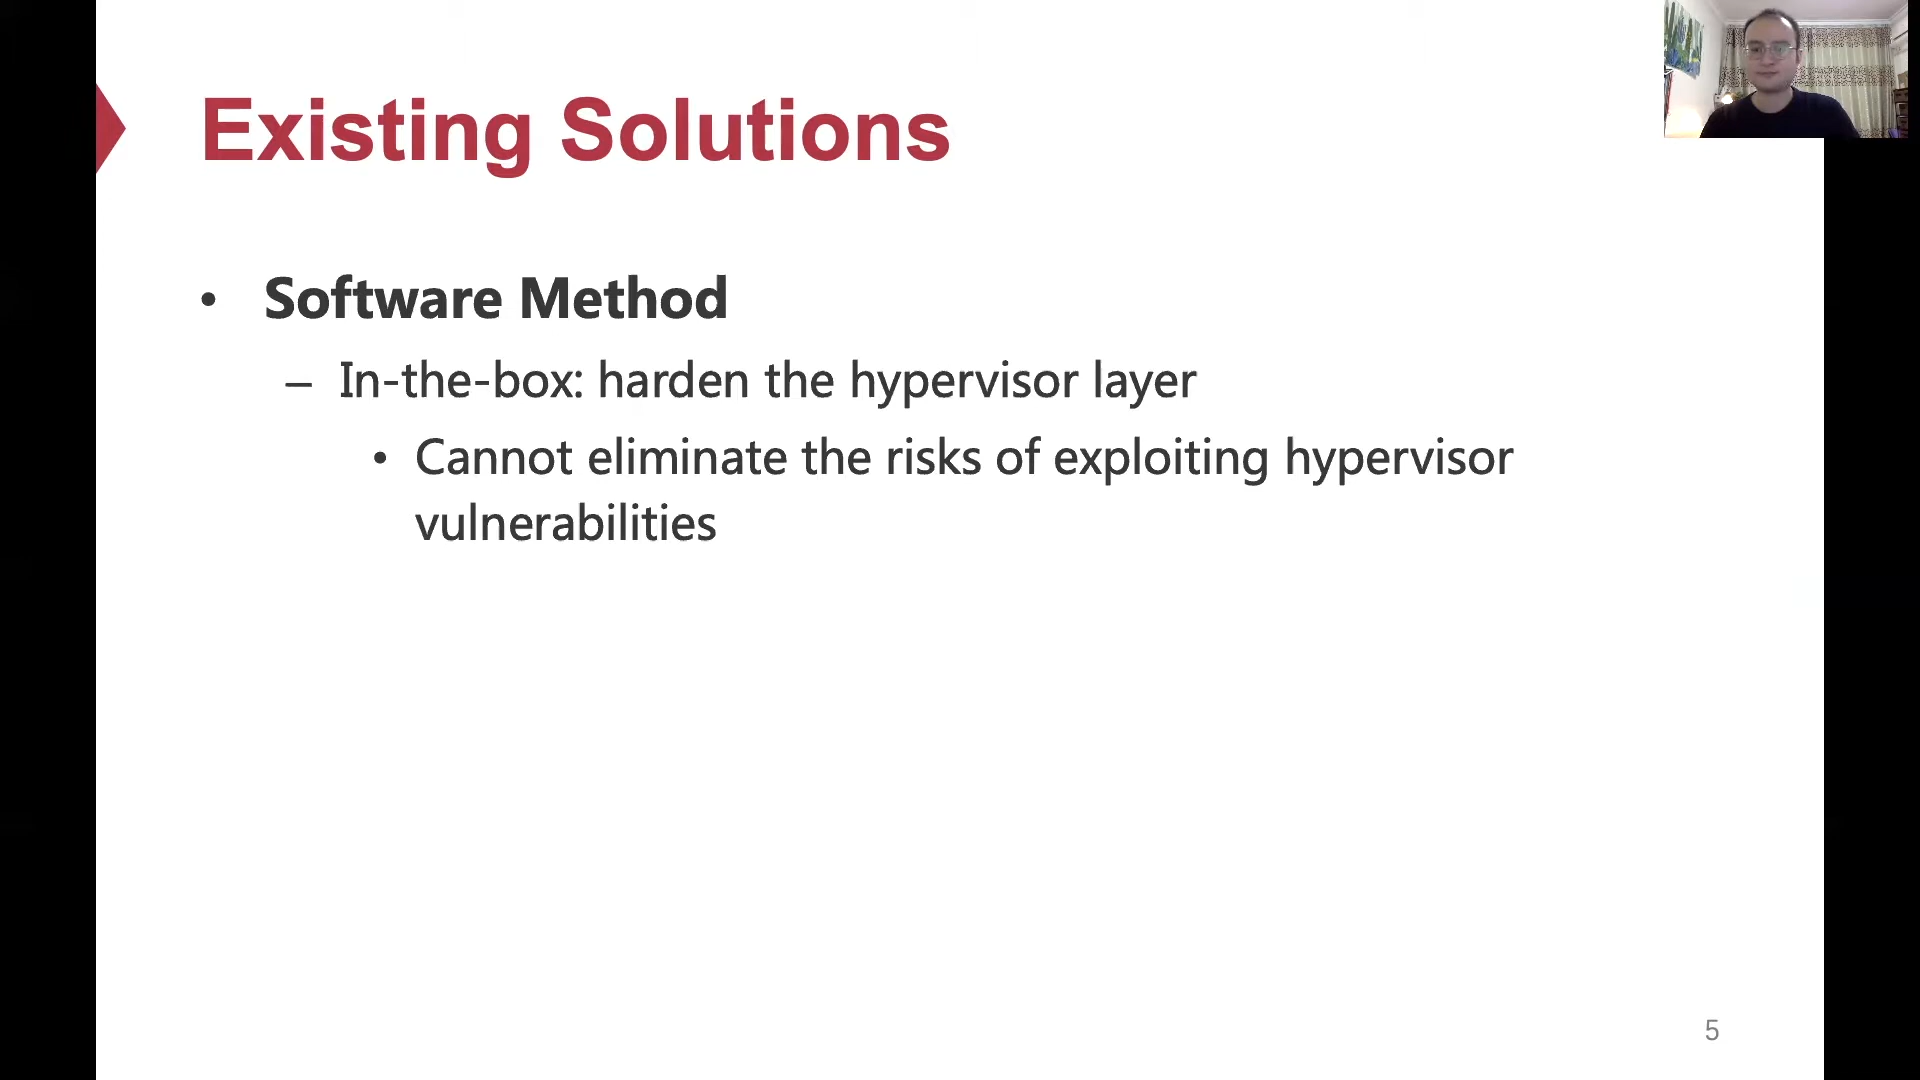 Existing Solutions
• Software Method
– In-the-box: harden the hypervisor layer
• Cannot eliminate the risks of exploiting hypervisor
vulnerabilities
5